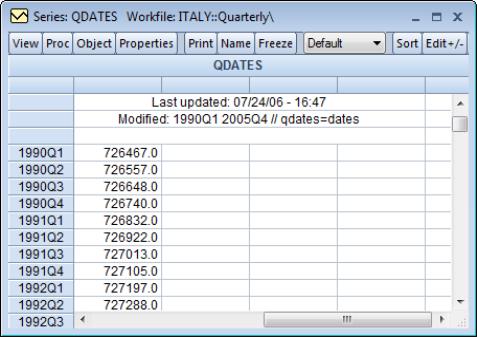 Series: QDATES Workfile: ITALY::Quarterly\
View Proc Object Properties Print Name Freeze Default Sort Edit+/-
QDATES
Last updated: 07/24/06 - 16:47
Modified: 1990Q1 2005Q4 // qdates=dates
1990Q1 726467.0
1990Q2 726557.0
1990Q3 726648.0
1990Q4 726740.0
1991Q1 726832.0
1991Q2 726922.0
1991Q3 727013.0
1991Q4 727105.0
1992Q1 727197.0
1992Q2 727288.0
1992Q3